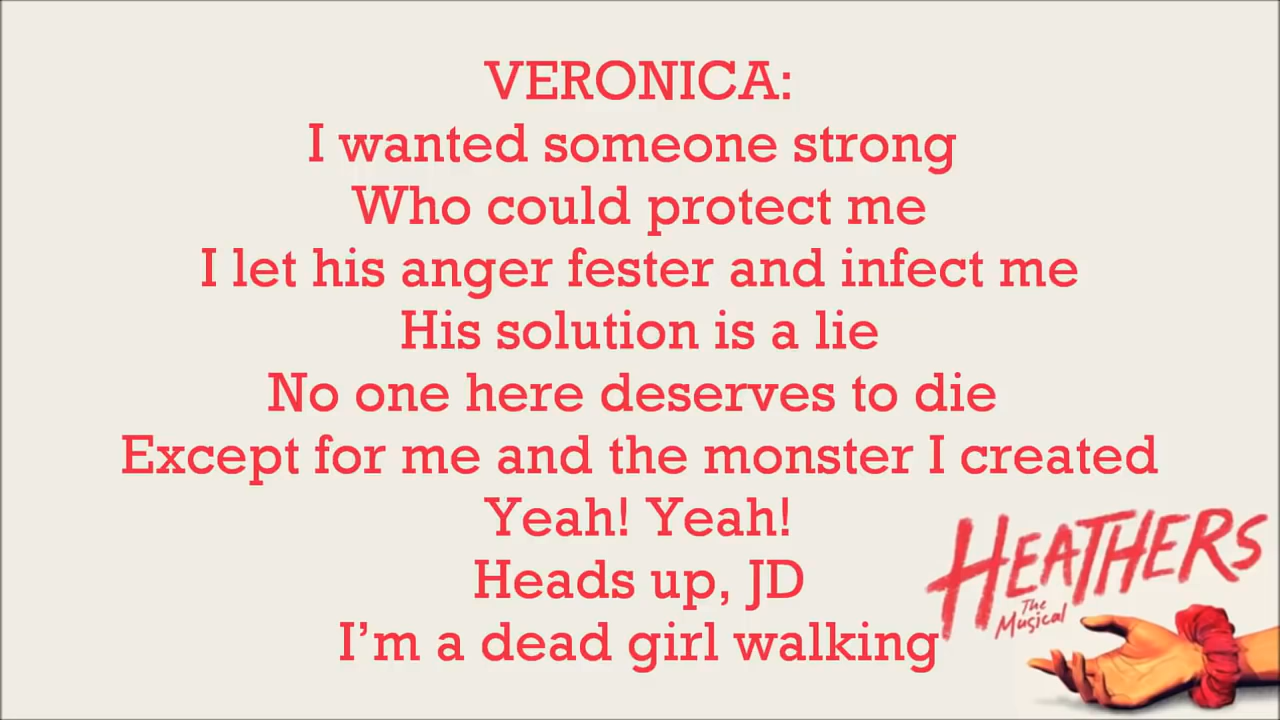 VERONICA:
I wanted someone strong
Who could protect me
I let his anger fester and infect me
His solution is a lie
No one here deserves to die
Except for me and the monster I created
Yeah! Yeah!
Heads up, JD
I’m a dead girl walking
HEATHERS
The
Musical